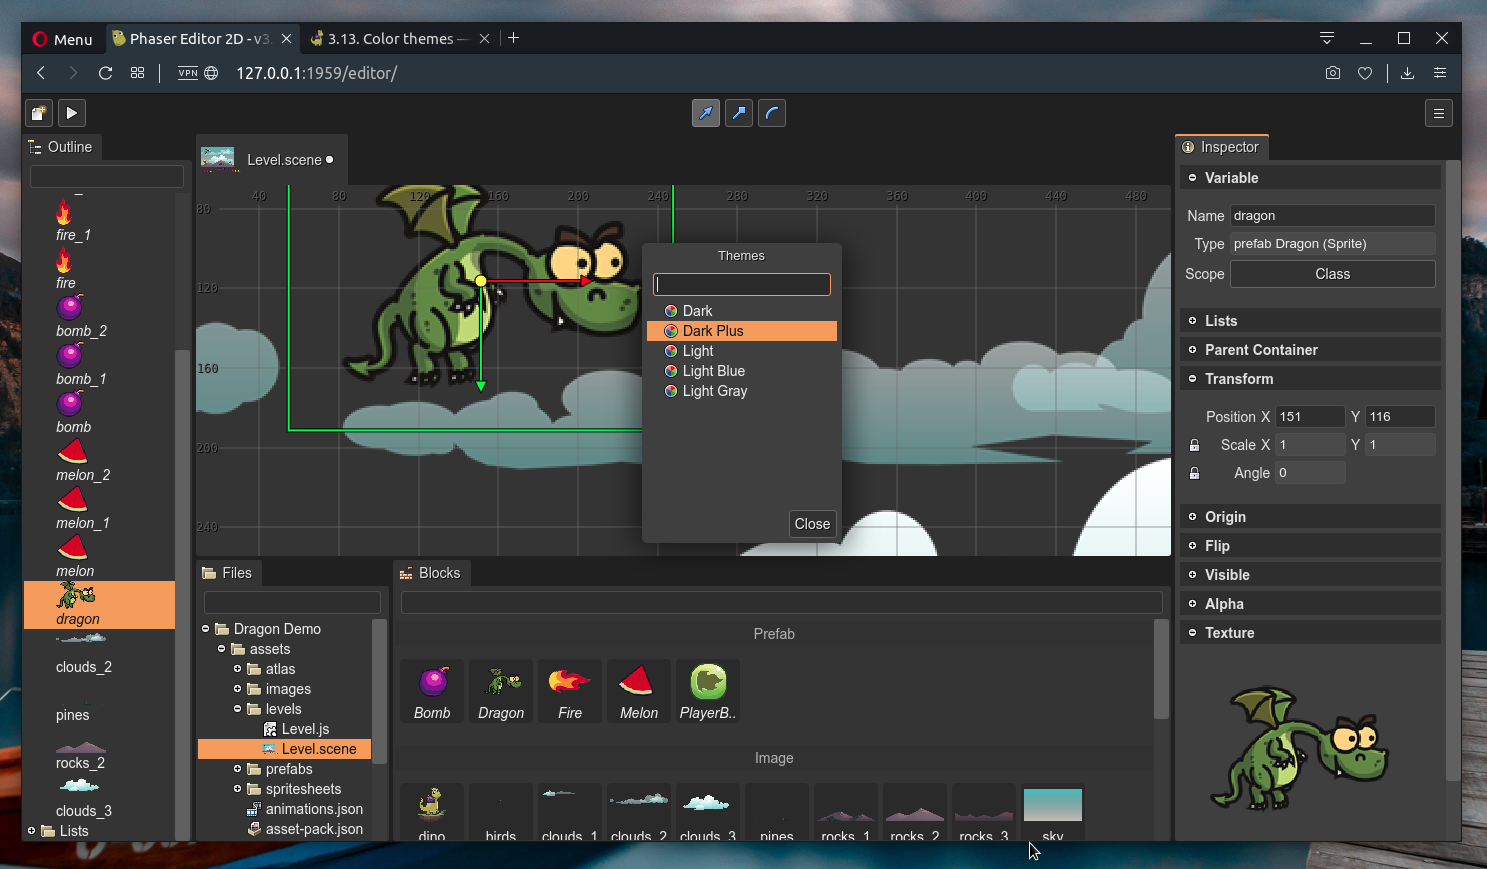 Menu
Phaser Editor 2D - v3.
3.13. Color themes —
VPN
127.0.0.1:1959/editor/
Outline
fire_1
fire
bomb_2
bomb_1
bomb
melon_2
melon_1
melon
dragon
clouds_2
pines
rocks_2
clouds_3
Lists
Level.scene
40 80 120 160 200 240 280 320 360 400 440 480
80
120
160
200
240
Themes
Dark
Dark Plus
Light
Light Blue
Light Gray
Close
Files
Dragon Demo
assets
atlas
images
levels
Level.js
Level.scene
prefabs
spritesheets
animations.json
asset-pack.json
Blocks
Prefab
Bomb
Dragon
Fire
Melon
PlayerB..
Image
dino
birds
clouds_1
clouds_2
clouds_3
pines
rocks_1
rocks_2
rocks_3
sky
Inspector
Variable
Name dragon
Type prefab Dragon (Sprite)
Scope Class
Lists
Parent Container
Transform
Position X 151 Y 116
Scale X 1 Y 1
Angle 0
Origin
Flip
Visible
Alpha
Texture